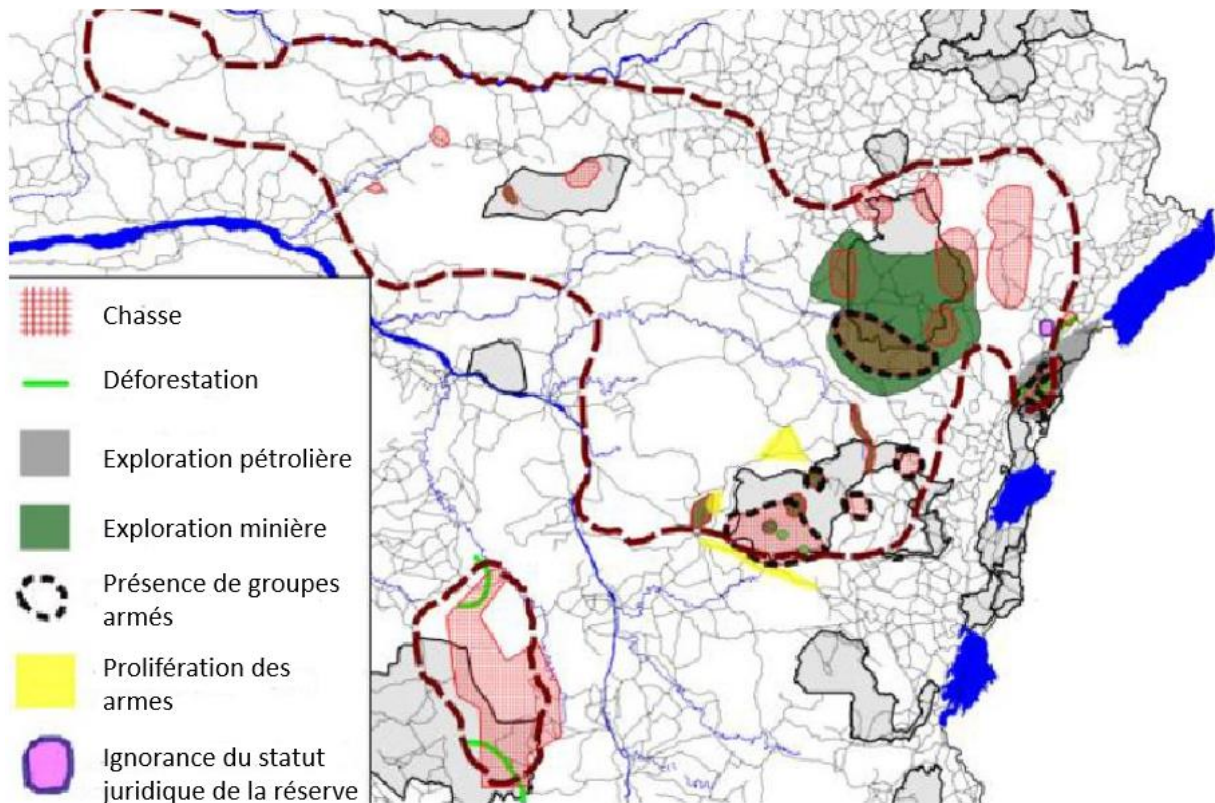 Chasse
Déforestation
Exploration pétrolière
Exploration minière
Présence de groupes
armés
Prolifération des
armes
Ignorance du statut
juridique de la réserve